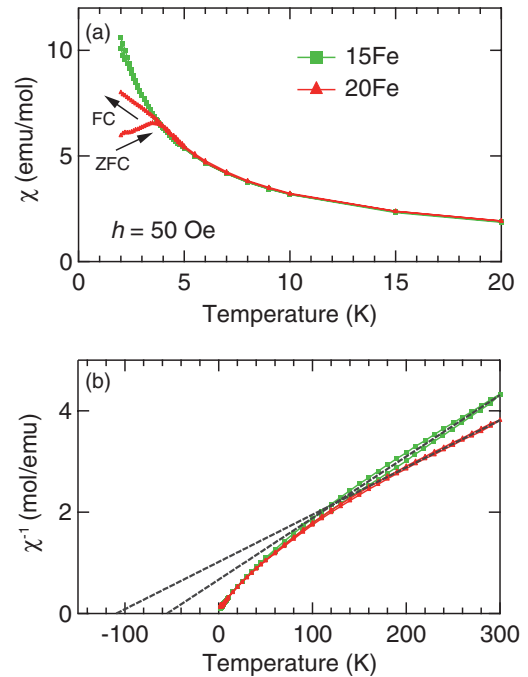 (a)
15Fe
20Fe
FC
ZFC
h = 50 Oe
χ (emu/mol)
10
5
0
0 5 10 15 20
Temperature (K)
(b)
χ⁻¹ (mol/emu)
4
2
0
-100 0 100 200 300
Temperature (K)